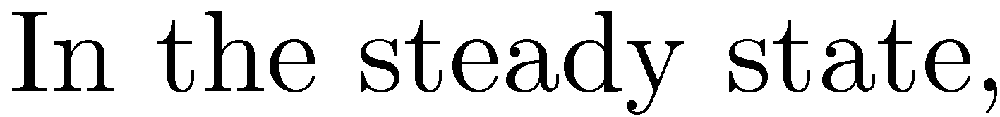 In the steady state,